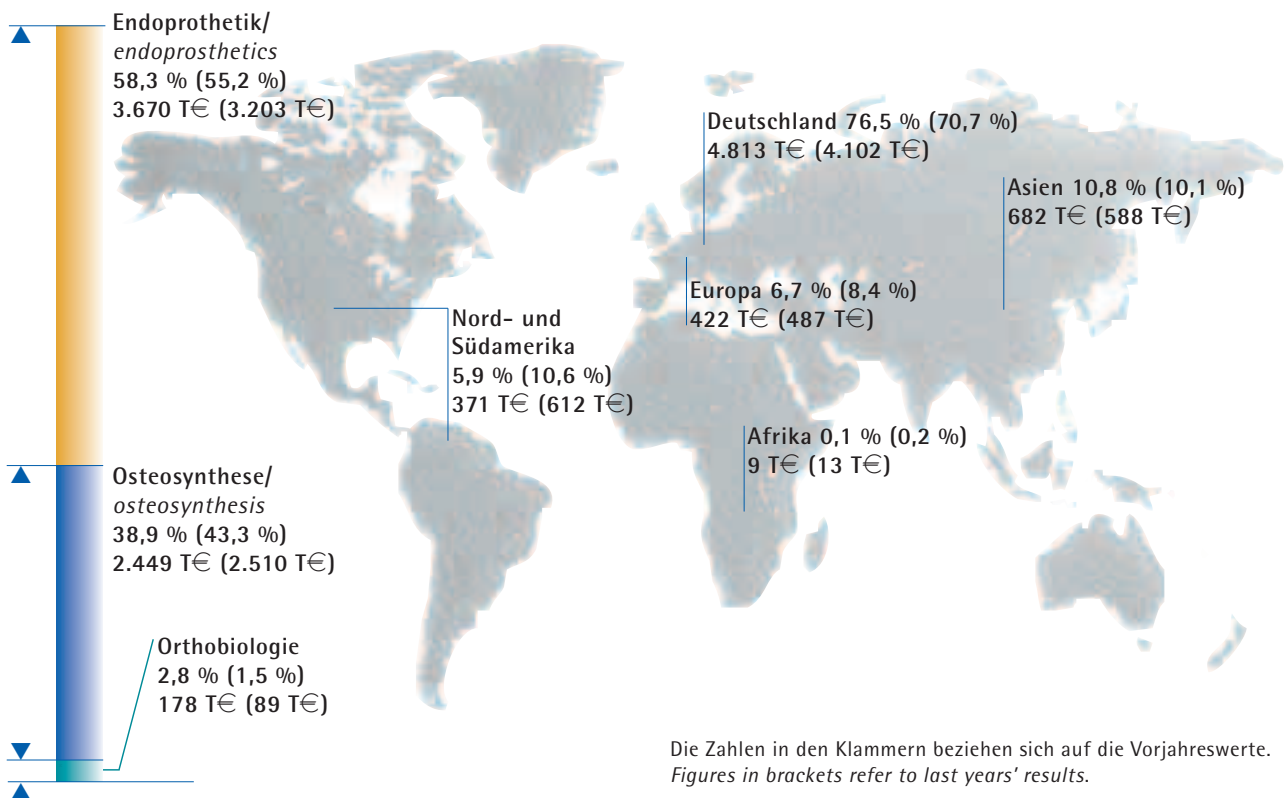 Endoprothetik/
endoprosthetics
58,3 % (55,2 %)
3.670 T€ (3.203 T€)
Deutschland 76,5 % (70,7 %)
4.813 T€ (4.102 T€)
Asien 10,8 % (10,1 %)
682 T€ (588 T€)
Europa 6,7 % (8,4 %)
422 T€ (487 T€)
Nord- und
Südamerika
5,9 % (10,6 %)
371 T€ (612 T€)
Afrika 0,1 % (0,2 %)
9 T€ (13 T€)
Osteosynthese/
osteosynthesis
38,9 % (43,3 %)
2.449 T€ (2.510 T€)
Orthobiologie
2,8 % (1,5 %)
178 T€ (89 T€)
Die Zahlen in den Klammern beziehen sich auf die Vorjahreswerte.
Figures in brackets refer to last years' results.